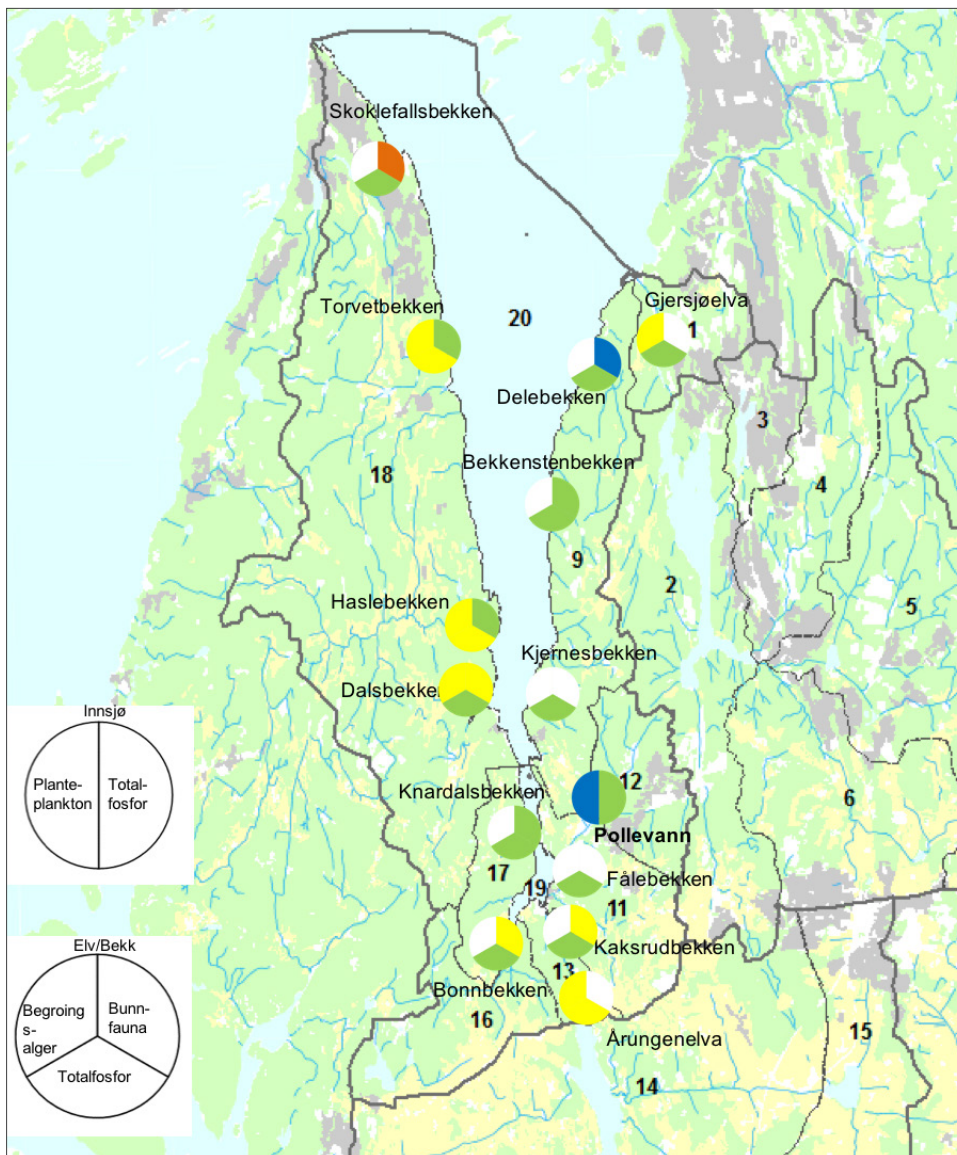 Skoklefallsbekken
Torvetbekken
20
Gjersjøelva
1
Delebekken
3
Bekkenstenbekken
18
4
9
2
5
Haslebekken
Kjernesbekken
Dalsbekken
Innsjø
Plante-
plankton
Total-
fosfor
Knardalsbekken
12
6
Pollevann
17
19
Fålebekken
11
Kaksrudbekken
13
Bonnbekken
16
Årungenelva
15
14
Elv/Bekk
Begroing
s-
alger
Bunn-
fauna
Totalfosfor